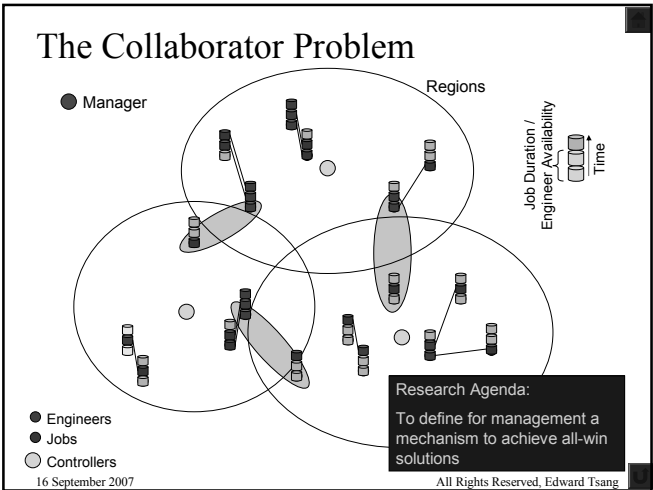 The Collaborator Problem
Manager
Regions
Job Duration /
Engineer Availability
Time
Engineers
Jobs
Controllers
Research Agenda:
To define for management a
mechanism to achieve all-win
solutions
16 September 2007
All Rights Reserved, Edward Tsang